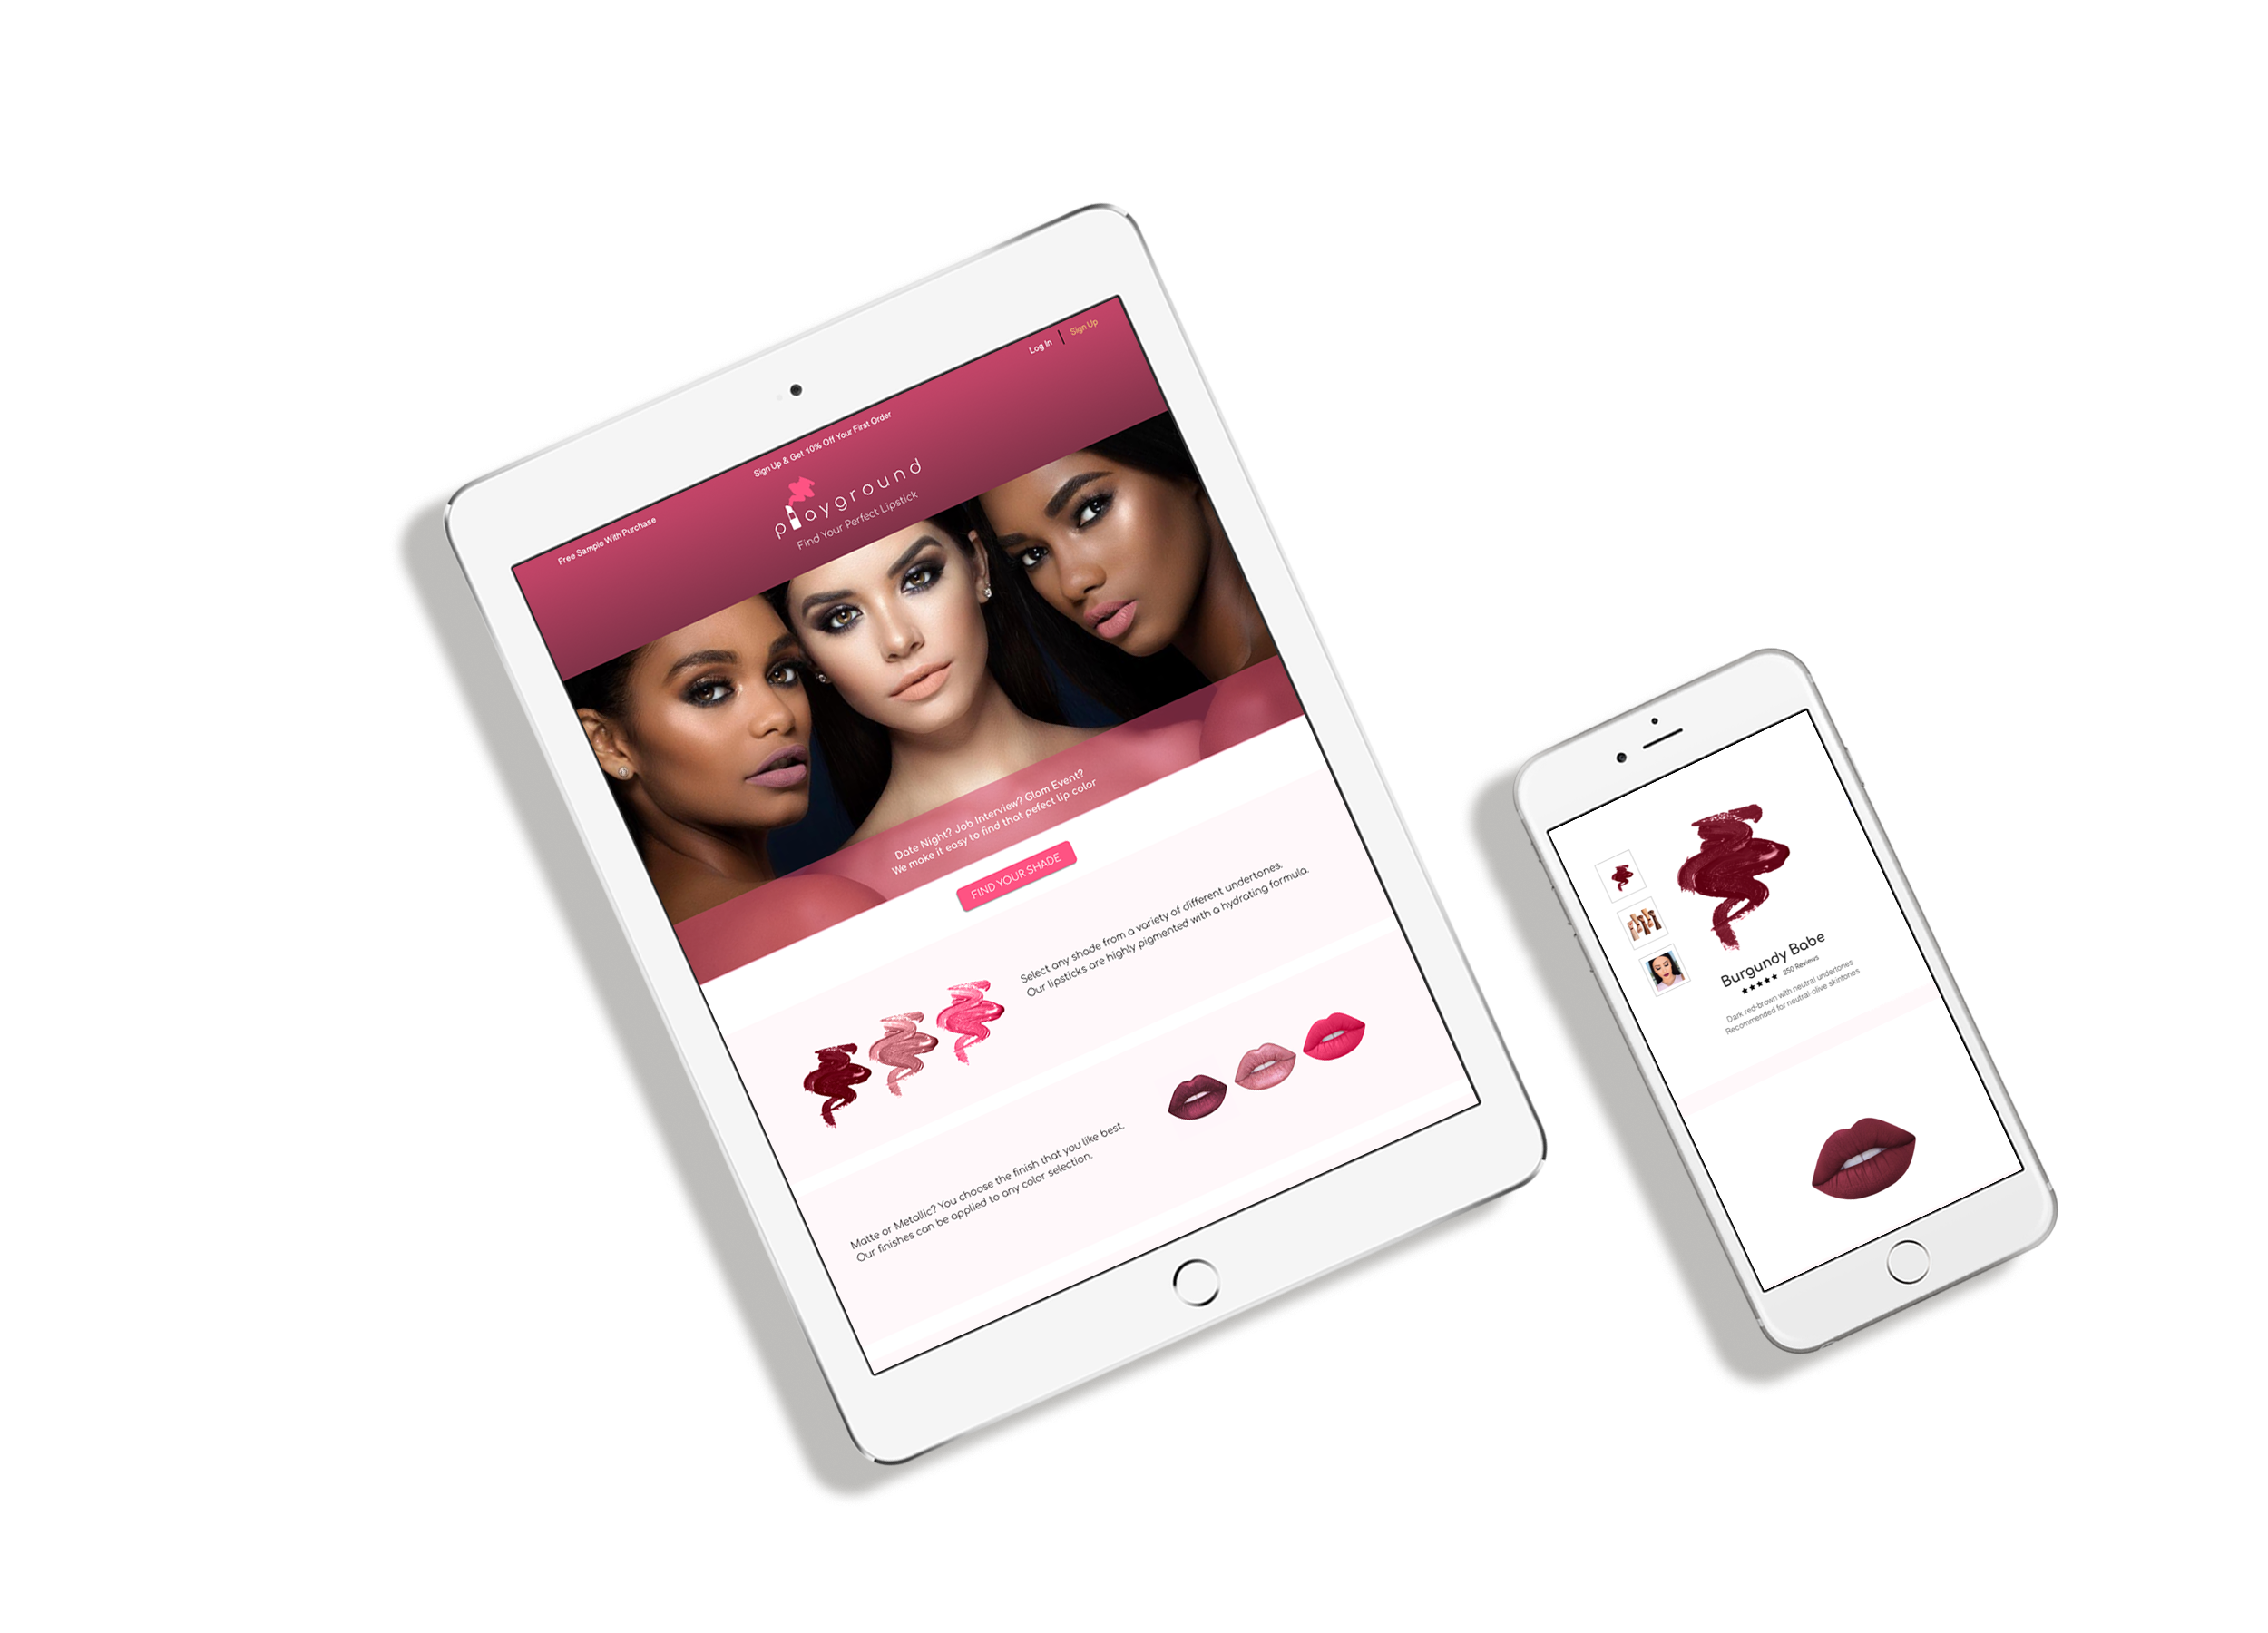 Log In | Sign Up
Free Sample With Purchase
Sign Up & Get 10% Off Your First Order
playground
Find Your Perfect Lipstick
Date Night? Job Interview? Glam Event?
We make it easy to find that pefect lip color
FIND YOUR SHADE
Select any shade from a variety of different undertones.
Our lipsticks are highly pigmented with a hydrating formula.
Matte or Metallic? You choose the finish that you like best.
Our finishes can be applied to any color selection.
Burgundy Babe
★★★★★ 250 Reviews
Dark red-brown with neutral undertones
Recommended for neutral-olive skintones